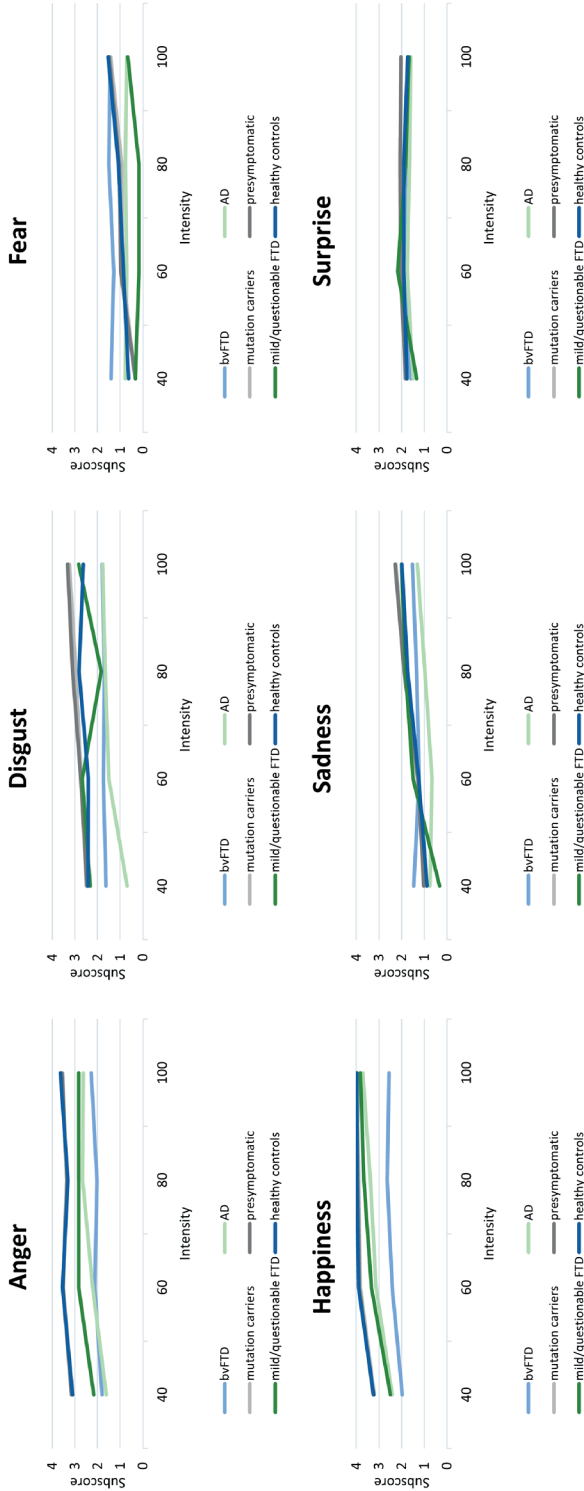 Anger
Subscore
4
3
2
1
0
40 60 80 100
Intensity
bvFTD AD
mutation carriers presymptomatic
mild/questionable FTD healthy controls
Disgust
Subscore
4
3
2
1
0
40 60 80 100
Intensity
bvFTD AD
mutation carriers presymptomatic
mild/questionable FTD healthy controls
Fear
Subscore
4
3
2
1
0
40 60 80 100
Intensity
bvFTD AD
mutation carriers presymptomatic
mild/questionable FTD healthy controls
Happiness
Subscore
4
3
2
1
0
40 60 80 100
Intensity
bvFTD AD
mutation carriers presymptomatic
mild/questionable FTD healthy controls
Sadness
Subscore
4
3
2
1
0
40 60 80 100
Intensity
bvFTD AD
mutation carriers presymptomatic
mild/questionable FTD healthy controls
Surprise
Subscore
4
3
2
1
0
40 60 80 100
Intensity
bvFTD AD
mutation carriers presymptomatic
mild/questionable FTD healthy controls